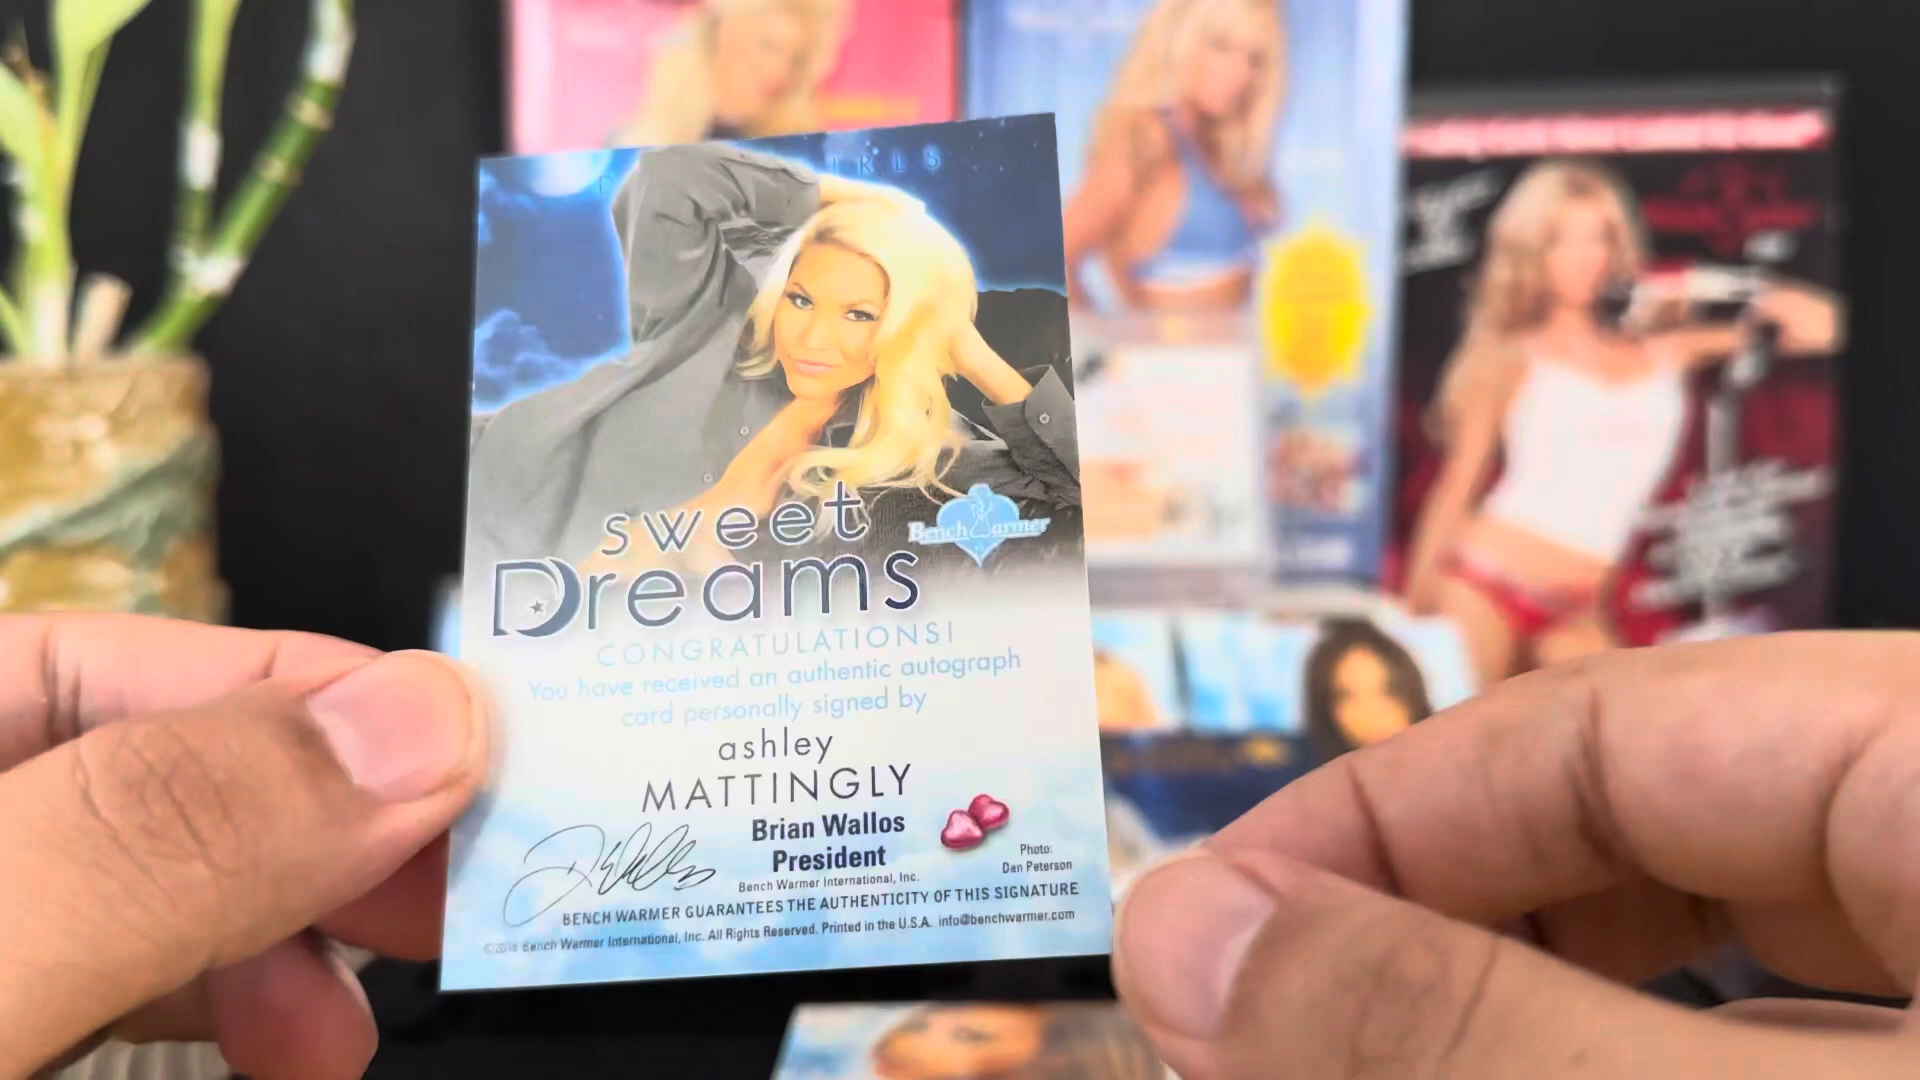 sweet
Dreams
Bench Warmer
CONGRATULATIONS!
You have received an authentic autograph
card personally signed by
ashley
MATTINGLY
Brian Wallos
President
Bench Warmer International, Inc.
Photo:
Dan Peterson
BENCH WARMER GUARANTEES THE AUTHENTICITY OF THIS SIGNATURE
Bench Warmer International, Inc. All Rights Reserved. Printed in the U.S.A. info@benchwarmer.com